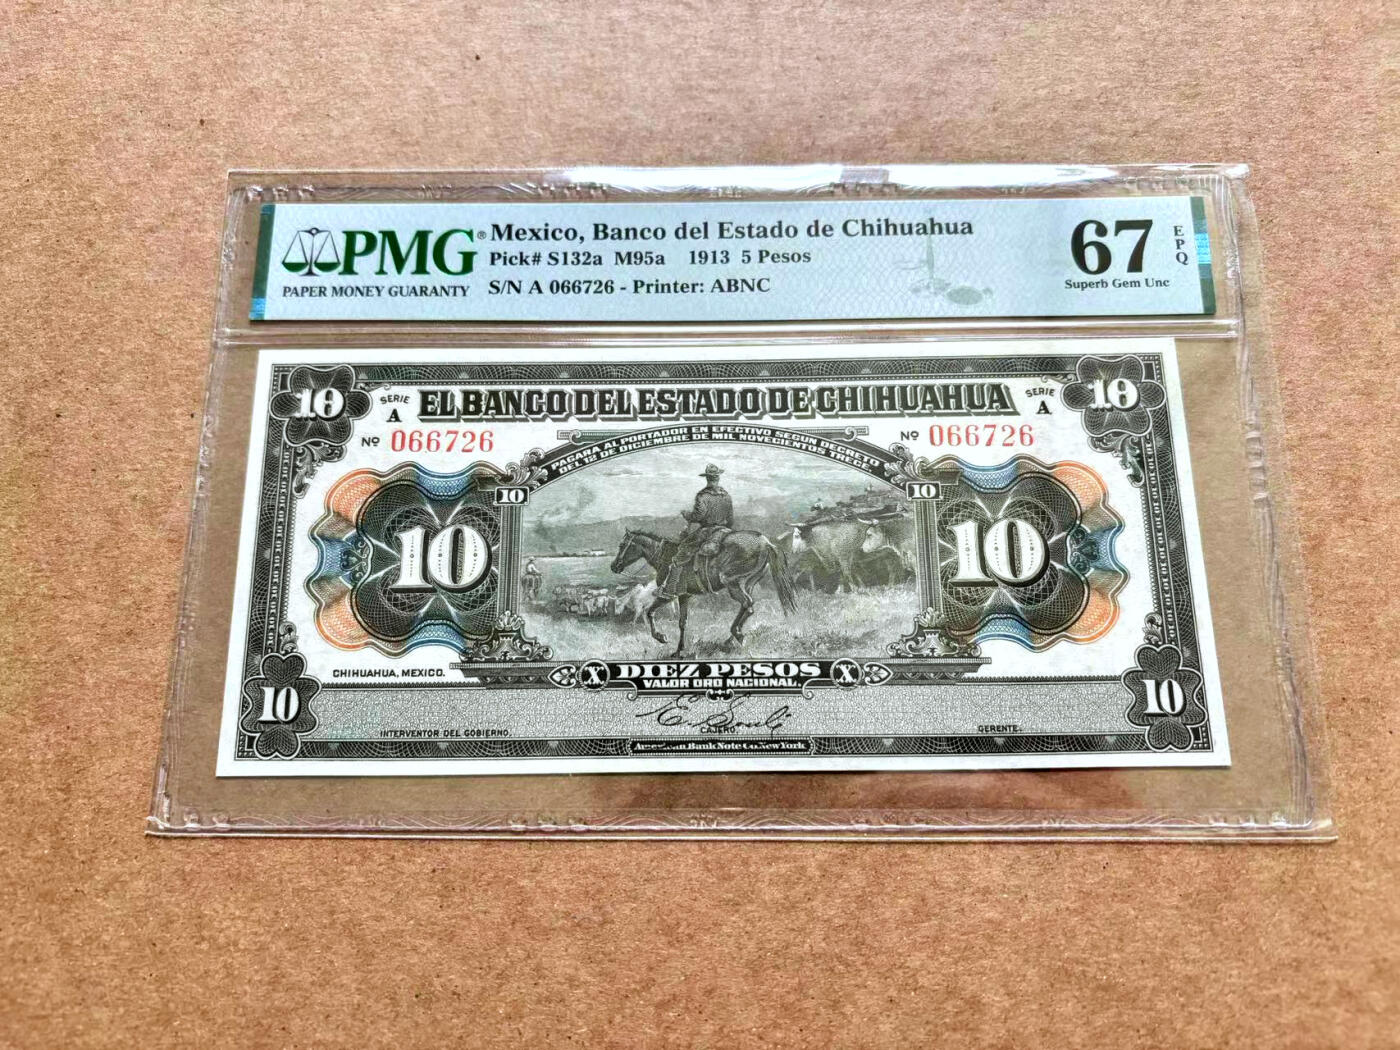 PMG®
PAPER MONEY GUARANTY
Mexico, Banco del Estado de Chihuahua
Pick# S132a M95a 1913 5 Pesos
S/N A 066726 - Printer: ABNC
67
EPQ
Superb Gem Unc
10
10
SERIE
A
EL BANCO DEL ESTADO DE CHIHUAHUA
SERIE
A
Nº 066726
Nº 066726
PAGARA AL PORTADOR EN EFECTIVO SEGUN DECRETO
DEL 12 DE DICIEMBRE DE MIL NOVECIENTOS TRECE.
10
10
10
10
CHIHUAHUA, MEXICO.
X DIEZ PESOS X
VALOR ORO NACIONAL.
10
10
INTERVENTOR DEL GOBIERNO.
CAJERO
GERENTE.
American Bank Note Co. New York